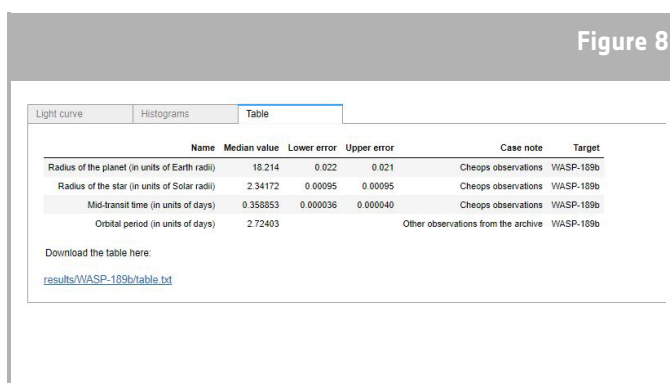 Figure 8
Light curve Histograms Table
Name Median value Lower error Upper error Case note Target
Radius of the planet (in units of Earth radii) 18.214 0.022 0.021 Cheops observations WASP-189b
Radius of the star (in units of Solar radii) 2.34172 0.00095 0.00095 Cheops observations WASP-189b
Mid-transit time (in units of days) 0.358853 0.000036 0.000040 Cheops observations WASP-189b
Orbital period (in units of days) 2.72403 Other observations from the archive WASP-189b
Download the table here:
results/WASP-189b/table.txt